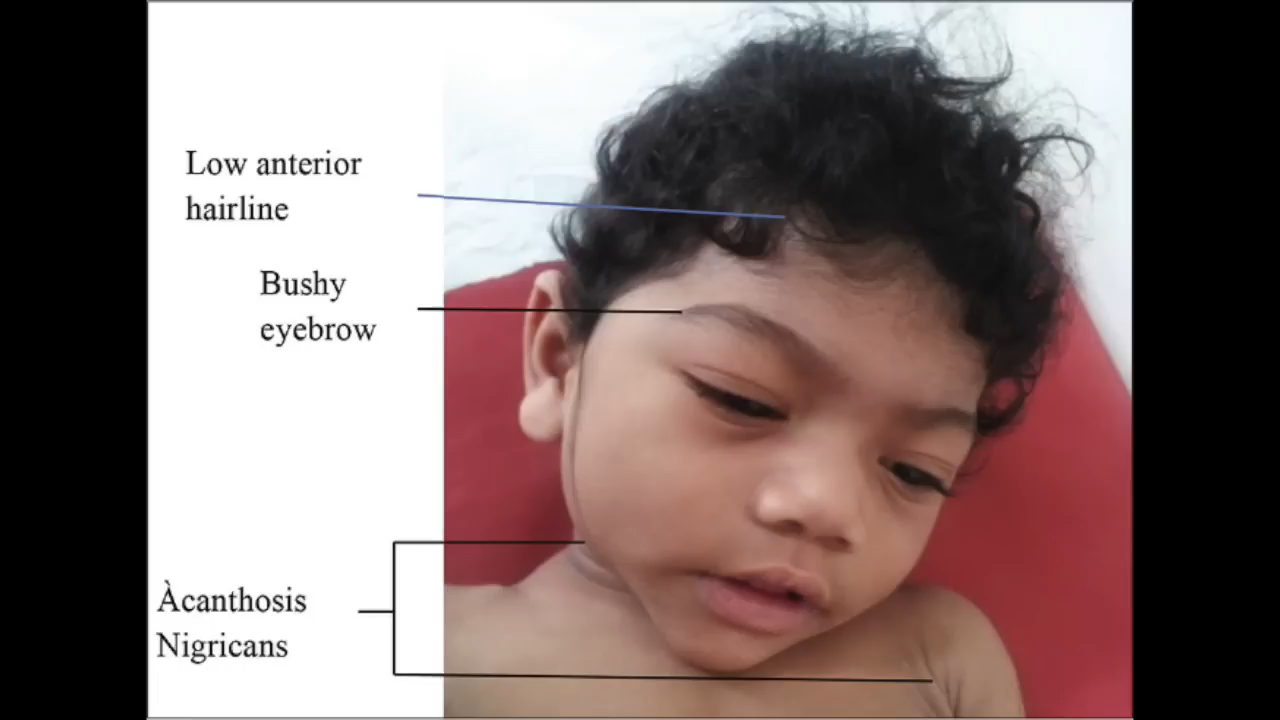 Low anterior
hairline
Bushy
eyebrow
Àcanthosis
Nigricans